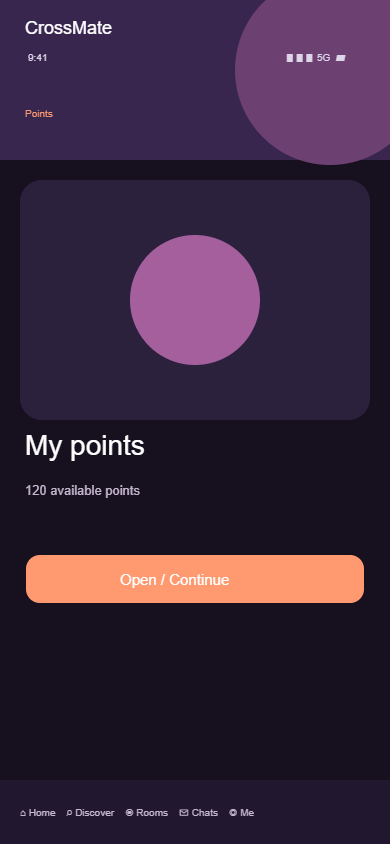 CrossMate
9:41 5G
Points
My points
120 available points
Open / Continue
Home Discover Rooms Chats Me